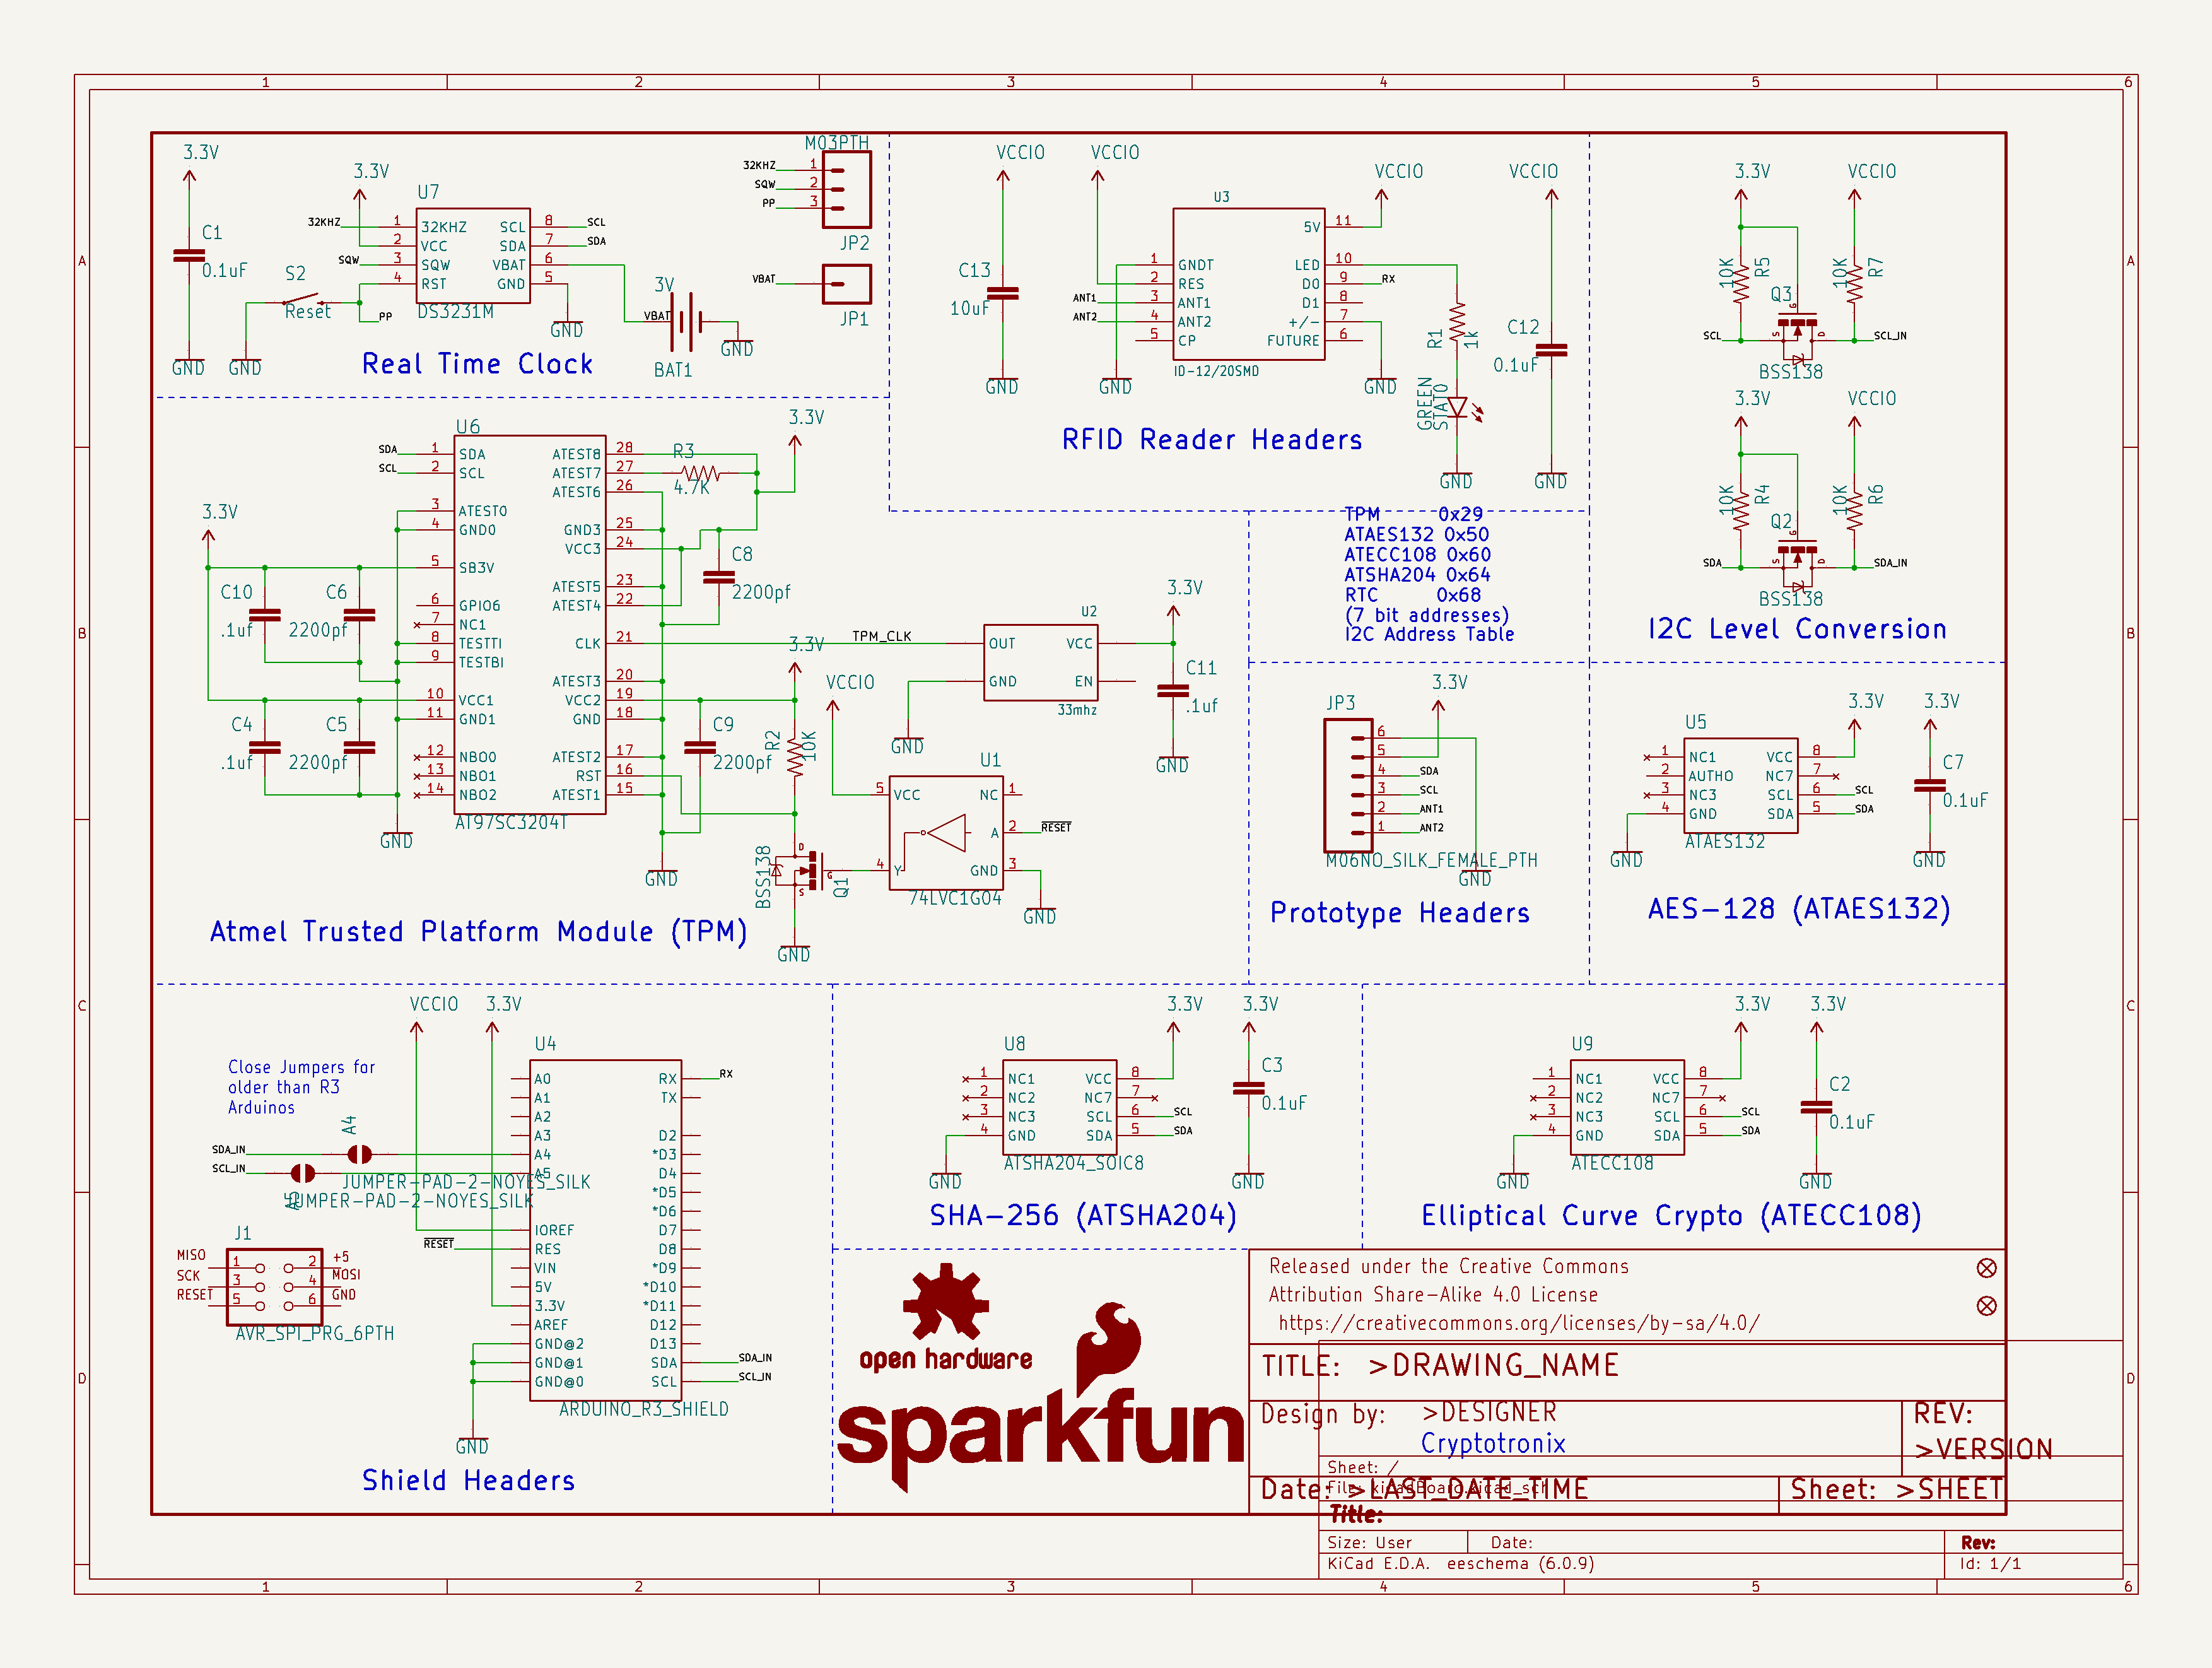 1 2 3 4 5 6
A
B
C
D
3.3V
C1
0.1uF
GND
S2
Reset
GND
3.3V
U7
32KHZ 1 32KHZ SCL 8 SCL
2 VCC SDA 7 SDA
SQW 3 SQW VBAT 6
4 RST GND 5
PP
DS3231M
GND
3V
VBAT
BAT1
GND
Real Time Clock
M03PTH
32KHZ 1
SQW 2
PP 3
JP2
VBAT
JP1
VCCIO
C13
10uF
GND
VCCIO
U3
5V 11
1 GNDT LED 10
2 RES D0 9 RX
ANT1 3 ANT1 D1 8
ANT2 4 ANT2 +/- 7
5 CP FUTURE 6
ID-12/20SMD
GND
VCCIO
GND
R1
1k
GREEN
STAT0
GND
VCCIO
C12
0.1uF
GND
RFID Reader Headers
3.3V
VCCIO
10K
R5
10K
R7
Q3
G
S
D
SCL
SCL_IN
BSS138
3.3V
VCCIO
10K
R4
10K
R6
Q2
G
S
D
SDA
SDA_IN
BSS138
I2C Level Conversion
U6
SDA 1 SDA ATEST8 28
SCL 2 SCL ATEST7 27
ATEST6 26
3 ATEST0
4 GND0 GND3 25
VCC3 24
5 SB3V
ATEST5 23
6 GPIO6 ATEST4 22
7 NC1
8 TESTTI CLK 21
9 TESTBI
ATEST3 20
10 VCC1 VCC2 19
11 GND1 GND 18
12 NBO0 ATEST2 17
13 NBO1 RST 16
14 NBO2 ATEST1 15
AT97SC3204T
3.3V
C10
.1uf
C6
2200pf
C4
.1uf
C5
2200pf
GND
R3
4.7K
3.3V
C8
2200pf
TPM_CLK
3.3V
C9
2200pf
R2
10K
GND
BSS138
Q1
D
G
S
GND
VCCIO
U1
5 VCC NC 1
A 2 RESET
4 Y GND 3
74LVC1G04
GND
U2
OUT VCC
GND EN
33mhz
GND
3.3V
C11
.1uf
GND
Atmel Trusted Platform Module (TPM)
TPM 0x29
ATAES132 0x50
ATECC108 0x60
ATSHA204 0x64
RTC 0x68
(7 bit addresses)
I2C Address Table
3.3V
JP3
6
5
4 SDA
3 SCL
2 ANT1
1 ANT2
M06NO_SILK_FEMALE_PTH
GND
Prototype Headers
3.3V
3.3V
U5
1 NC1 VCC 8
2 AUTHO NC7 7
3 NC3 SCL 6 SCL
4 GND SDA 5 SDA
ATAES132
GND
C7
0.1uF
GND
AES-128 (ATAES132)
VCCIO
3.3V
U4
Close Jumpers for
older than R3
Arduinos
A4
SDA_IN
SCL_IN
A5
JUMPER-PAD-2-NOYES_SILK
JUMPER-PAD-2-NOYES_SILK
A0 RX RX
A1 TX
A2
A3 D2
A4 *D3
A5 D4
*D5
*D6
IOREF D7
RESET RES D8
VIN *D9
5V *D10
3.3V *D11
AREF D12
GND@2 D13
GND@1 SDA SDA_IN
GND@0 SCL SCL_IN
ARDUINO_R3_SHIELD
GND
J1
MISO 1 2 +5
SCK 3 4 MOSI
RESET 5 6 GND
AVR_SPI_PRG_6PTH
Shield Headers
3.3V
3.3V
U8
1 NC1 VCC 8
2 NC2 NC7 7
3 NC3 SCL 6 SCL
4 GND SDA 5 SDA
ATSHA204_SOIC8
GND
C3
0.1uF
GND
SHA-256 (ATSHA204)
3.3V
3.3V
U9
1 NC1 VCC 8
2 NC2 NC7 7
3 NC3 SCL 6 SCL
4 GND SDA 5 SDA
ATECC108
GND
C2
0.1uF
GND
Elliptical Curve Crypto (ATECC108)
open hardware
sparkfun
Released under the Creative Commons
Attribution Share-Alike 4.0 License
https://creativecommons.org/licenses/by-sa/4.0/
TITLE: >DRAWING_NAME
Design by: >DESIGNER
Cryptotronix
REV:
>VERSION
Sheet: /
File: kicadBoard.kicad_sch
Date: >LAST_DATE_TIME
Sheet: >SHEET
Title:
Size: User Date: Rev:
KiCad E.D.A. eeschema (6.0.9) Id: 1/1
1 2 3 4 5 6
A
B
C
D